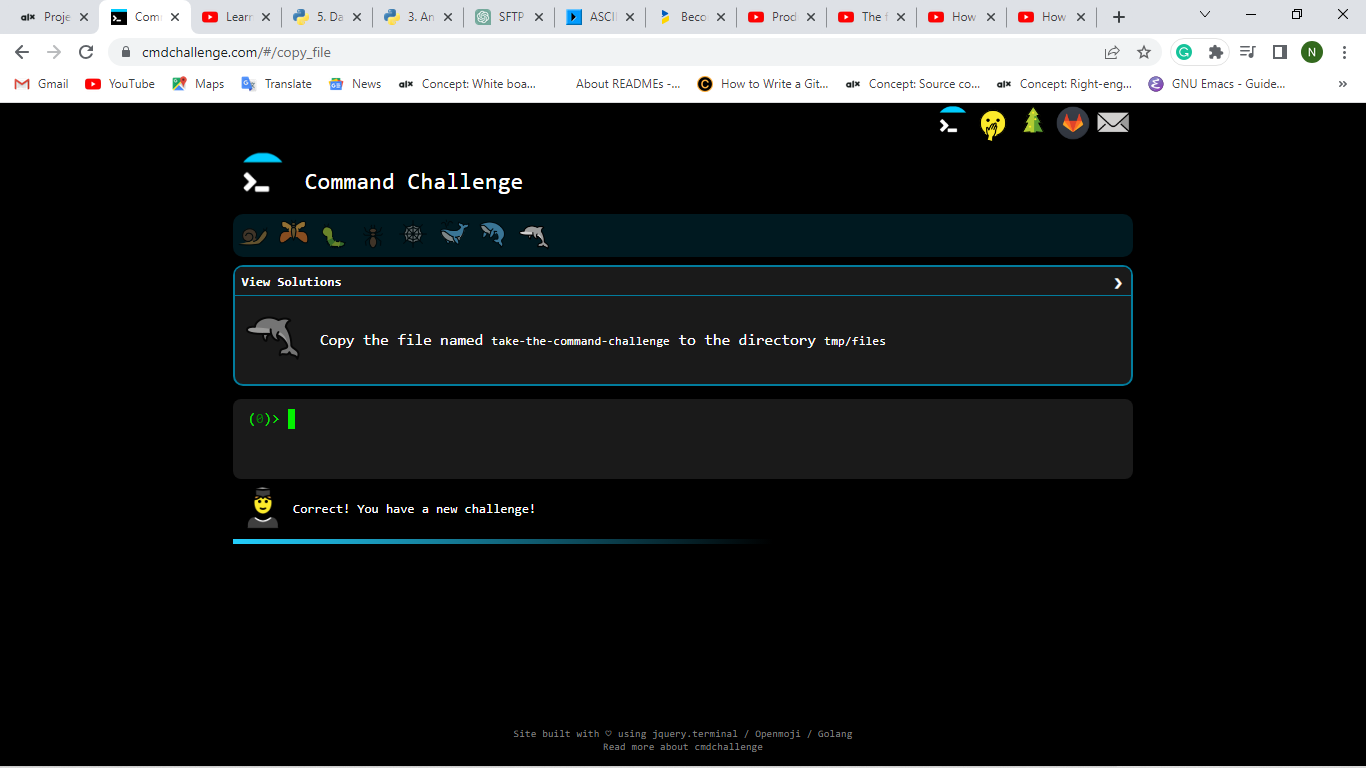 Proje
Comm
Learn
5. Da
3. An
SFTP
ASCI
Beco
Prod
The f
How
How
cmdchallenge.com/#/copy_file
N
Gmail
YouTube
Maps
Translate
News
alx Concept: White boa...
About READMEs -...
How to Write a Git...
alx Concept: Source co...
alx Concept: Right-eng...
GNU Emacs - Guide...
»
Command Challenge
View Solutions
Copy the file named take-the-command-challenge to the directory tmp/files
(0)>
Correct! You have a new challenge!
Site built with ♡ using jquery.terminal / Openmoji / Golang
Read more about cmdchallenge